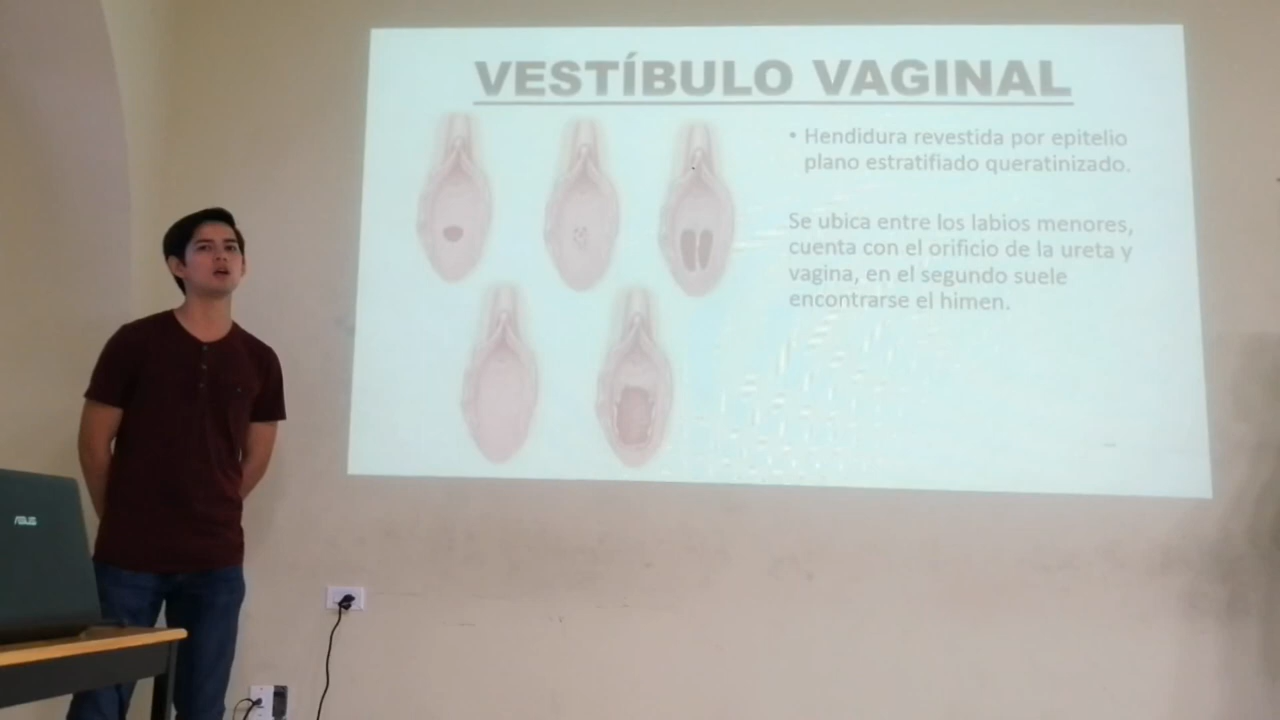 VESTÍBULO VAGINAL
• Hendidura revestida por epitelio
plano estratifiado queratinizado.
Se ubica entre los labios menores,
cuenta con el orificio de la ureta y
vagina, en el segundo suele
encontrarse el himen.
ASUS